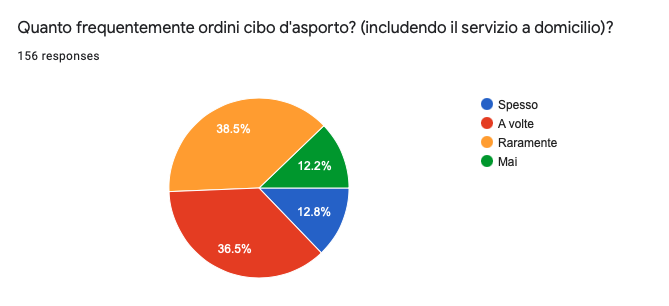 Quanto frequentemente ordini cibo d'asporto? (includendo il servizio a domicilio)?
156 responses
Spesso
A volte
Raramente
Mai
38.5%
12.2%
12.8%
36.5%